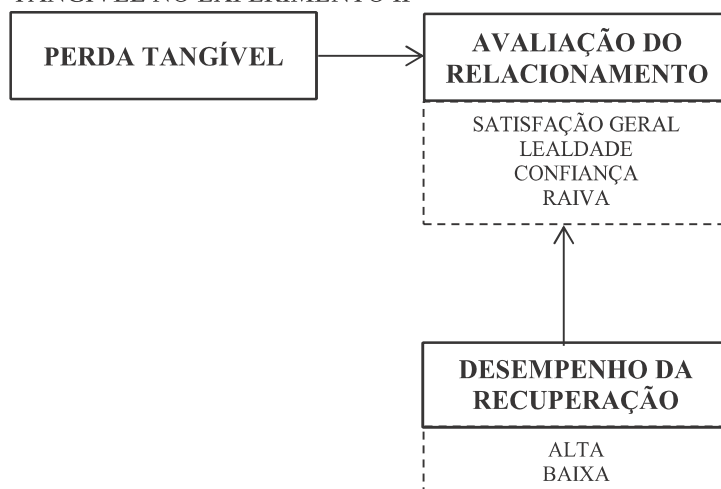 TANGÍVEL NO EXPERIMENTO II
PERDA TANGÍVEL
AVALIAÇÃO DO
RELACIONAMENTO
SATISFAÇÃO GERAL
LEALDADE
CONFIANÇA
RAIVA
DESEMPENHO DA
RECUPERAÇÃO
ALTA
BAIXA